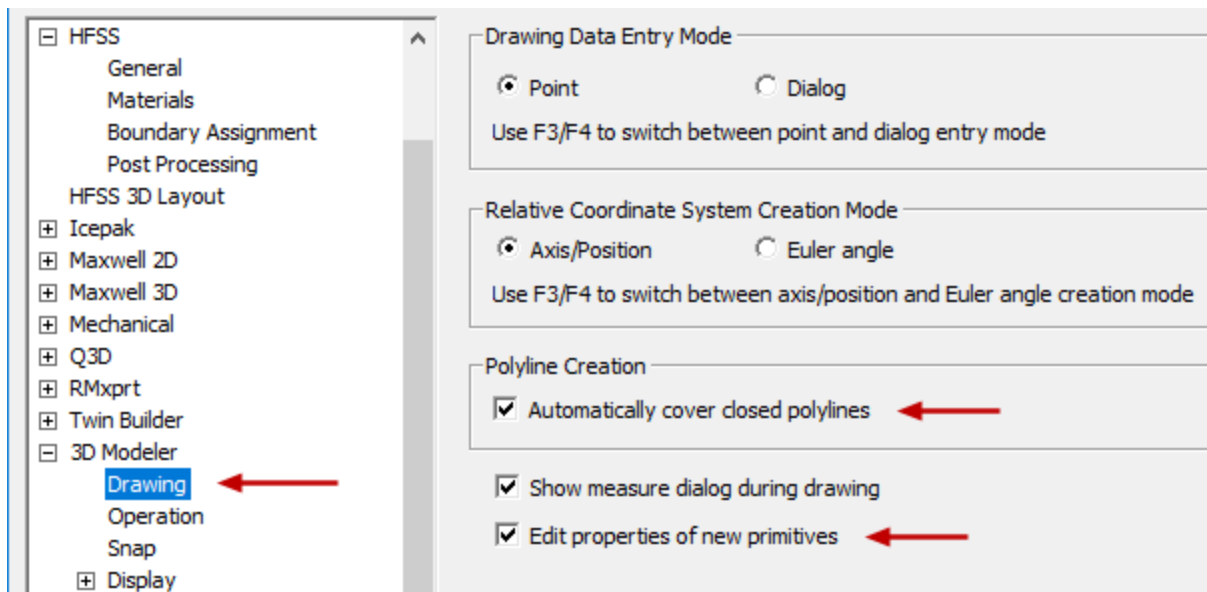 HFSS
General
Materials
Boundary Assignment
Post Processing
HFSS 3D Layout
Icepak
Maxwell 2D
Maxwell 3D
Mechanical
Q3D
RMxprt
Twin Builder
3D Modeler
Drawing
Operation
Snap
Display
Drawing Data Entry Mode
Point
Dialog
Use F3/F4 to switch between point and dialog entry mode
Relative Coordinate System Creation Mode
Axis/Position
Euler angle
Use F3/F4 to switch between axis/position and Euler angle creation mode
Polyline Creation
Automatically cover closed polylines
Show measure dialog during drawing
Edit properties of new primitives